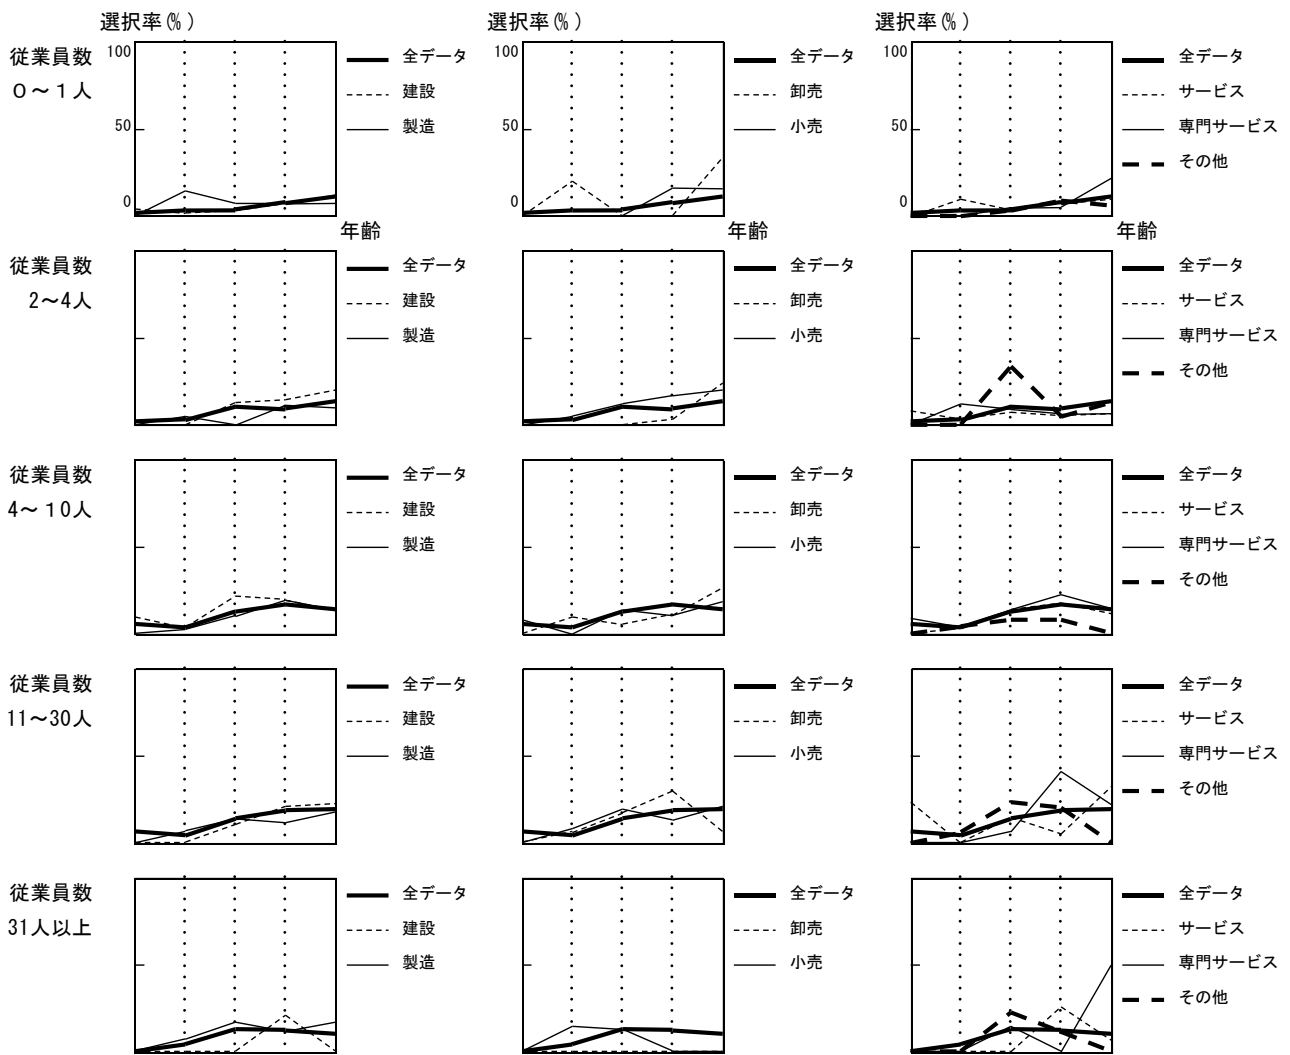 選択率(%)
選択率(%)
選択率(%)
従業員数
0～1人
100
50
0
全データ
建設
製造
100
50
0
全データ
卸売
小売
100
50
0
全データ
サービス
専門サービス
その他
年齢
年齢
年齢
従業員数
2～4人
全データ
建設
製造
全データ
卸売
小売
全データ
サービス
専門サービス
その他
従業員数
4～10人
全データ
建設
製造
全データ
卸売
小売
全データ
サービス
専門サービス
その他
従業員数
11～30人
全データ
建設
製造
全データ
卸売
小売
全データ
サービス
専門サービス
その他
従業員数
31人以上
全データ
建設
製造
全データ
卸売
小売
全データ
サービス
専門サービス
その他